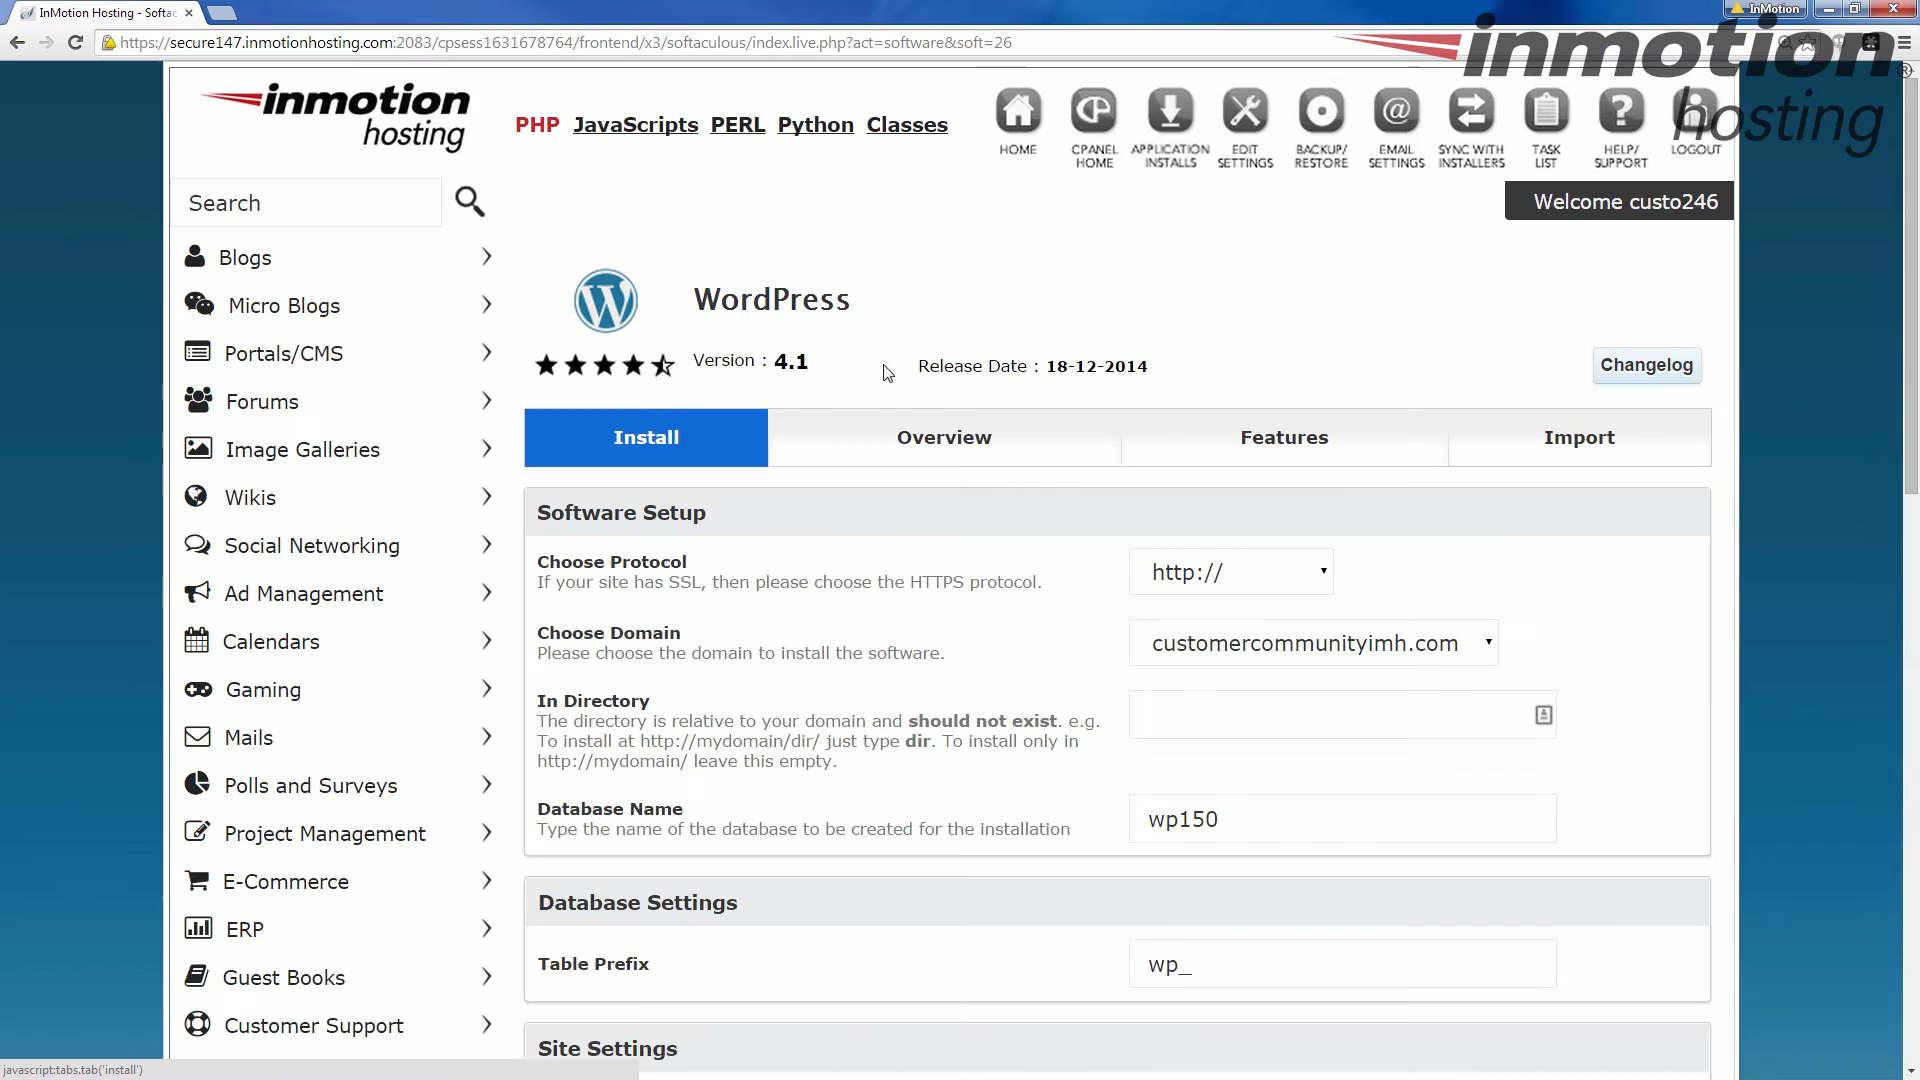 InMotion Hosting - Softac
InMotion
https://secure147.inmotionhosting.com:2083/cpsess1631678764/frontend/x3/softaculous/index.live.php?act=software&soft=26
inmotion
hosting
®
inmotion
hosting
PHP JavaScripts PERL Python Classes
HOME
CPANEL
HOME
APPLICATION
INSTALLS
EDIT
SETTINGS
BACKUP/
RESTORE
EMAIL
SETTINGS
SYNC WITH
INSTALLERS
TASK
LIST
HELP/
SUPPORT
LOGOUT
Search
Welcome custo246
Blogs
Micro Blogs
Portals/CMS
Forums
Image Galleries
Wikis
Social Networking
Ad Management
Calendars
Gaming
Mails
Polls and Surveys
Project Management
E-Commerce
ERP
Guest Books
Customer Support
WordPress
Version : 4.1
Release Date : 18-12-2014
Changelog
Install
Overview
Features
Import
Software Setup
Choose Protocol
If your site has SSL, then please choose the HTTPS protocol.
http://
Choose Domain
Please choose the domain to install the software.
customercommunityimh.com
In Directory
The directory is relative to your domain and should not exist. e.g.
To install at http://mydomain/dir/ just type dir. To install only in
http://mydomain/ leave this empty.
Database Name
Type the name of the database to be created for the installation
wp150
Database Settings
Table Prefix
wp_
Site Settings
javascript:tabs.tab('install')